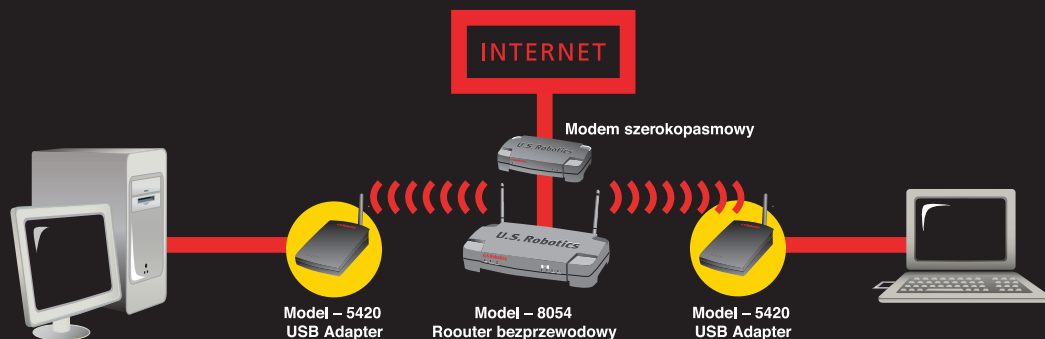 INTERNET
Modem szerokopasmowy
U.S. Robotics
U.S. Robotics
Model – 5420
USB Adapter
Model – 8054
Roouter bezprzewodowy
Model – 5420
USB Adapter